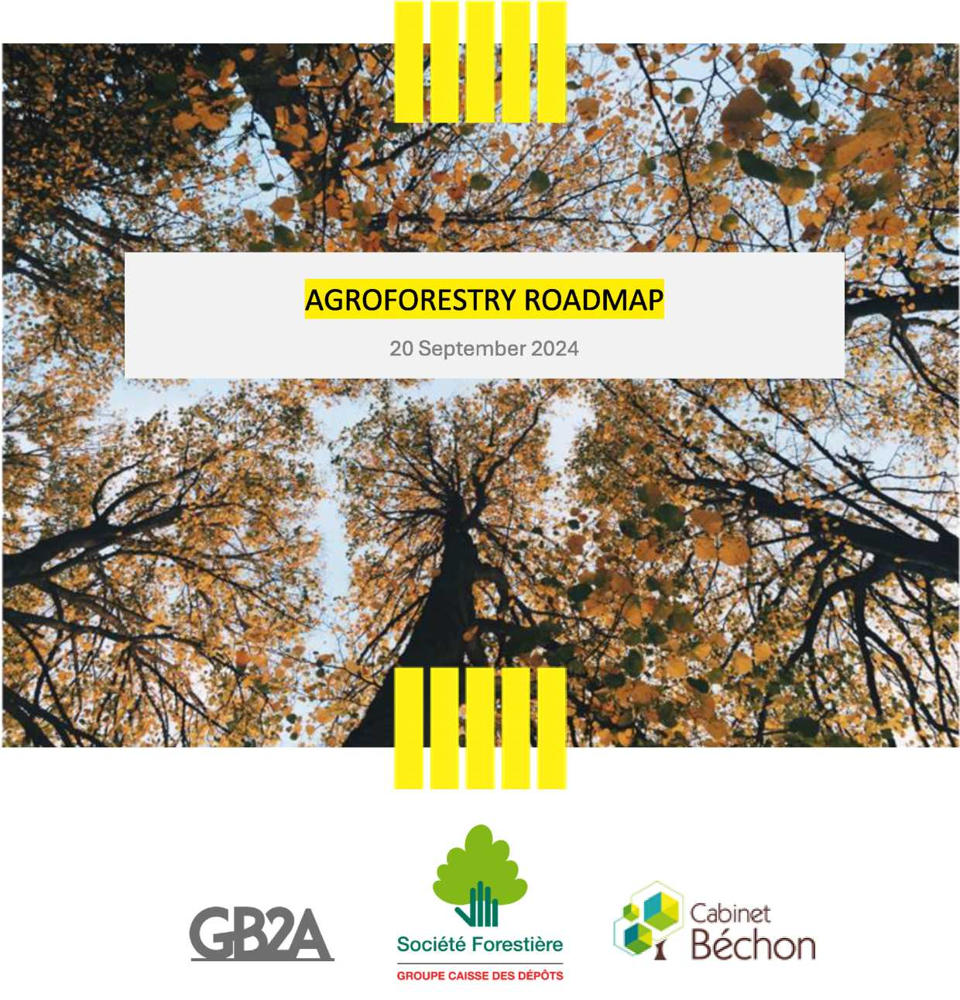 AGROFORESTRY ROADMAP
20 September 2024
GB2A
Société Forestière
GROUPE CAISSE DES DÉPÔTS
Cabinet
Béchon